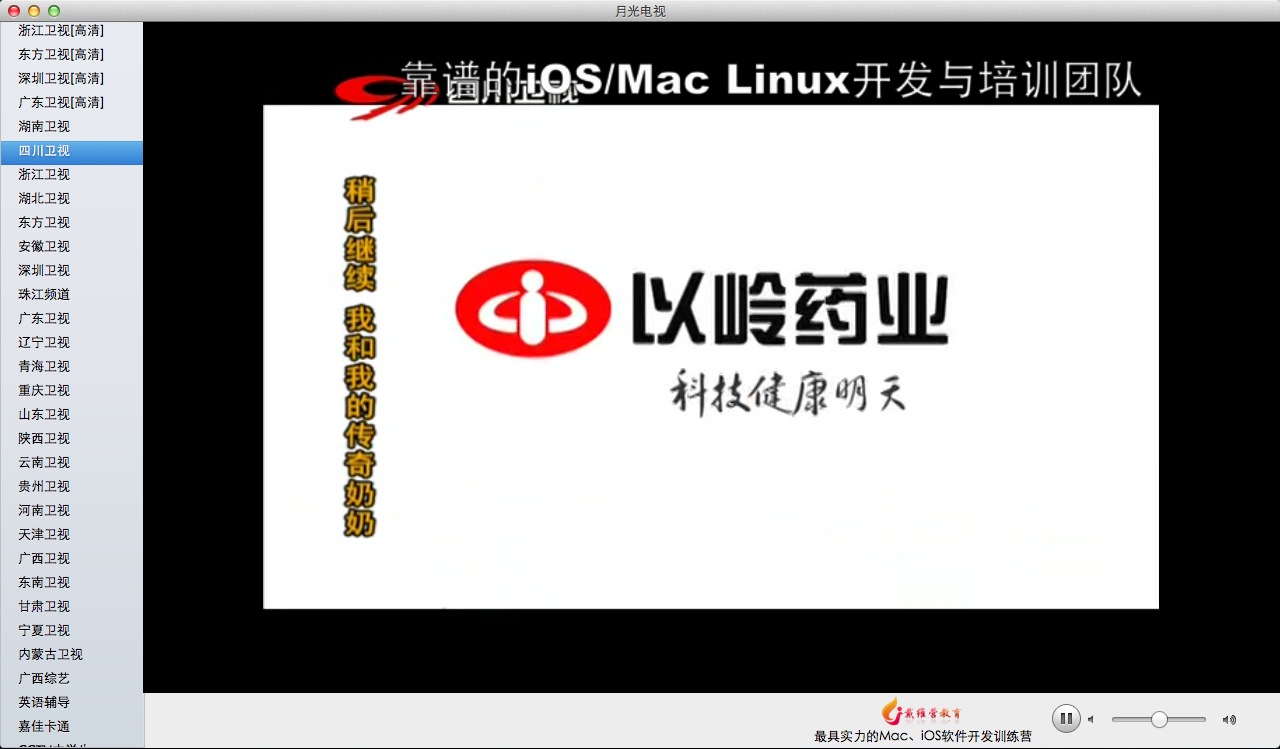 月光电视
浙江卫视[高清]
东方卫视[高清]
深圳卫视[高清]
广东卫视[高清]
湖南卫视
四川卫视
浙江卫视
湖北卫视
东方卫视
安徽卫视
深圳卫视
珠江频道
广东卫视
辽宁卫视
青海卫视
重庆卫视
山东卫视
陕西卫视
云南卫视
贵州卫视
河南卫视
天津卫视
广西卫视
东南卫视
甘肃卫视
宁夏卫视
内蒙古卫视
广西综艺
英语辅导
嘉佳卡通
靠谱的iOS/Mac Linux开发与培训团队
四川卫视
稍后继续 我和我的传奇奶奶
以岭药业
科技健康明天
戴维营教育
最具实力的Mac、iOS软件开发训练营